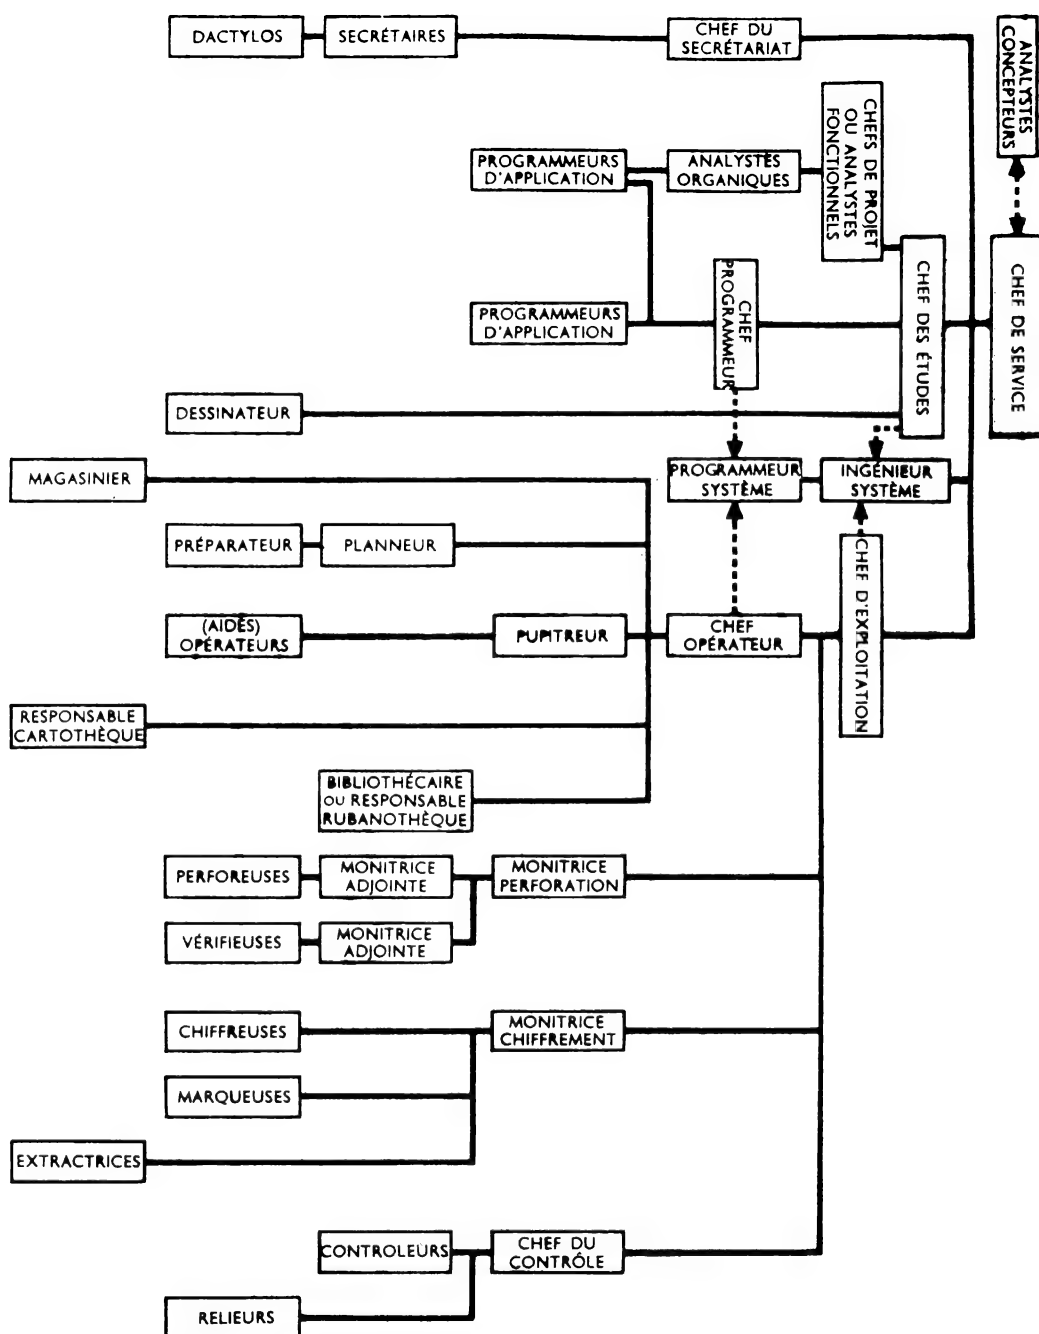 DACTYLOS
SECRÉTAIRES
CHEF DU
SECRÉTARIAT
ANALYSTES
CONCEPTEURS
PROGRAMMEURS
D'APPLICATION
ANALYSTÈS
ORGANIQUES
CHEFS DE PROJET
OU ANALYSTES
FONCTIONNELS
CHEF DE SERVICE
CHEF DES ÉTUDES
CHEF
PROGRAMMEUR
PROGRAMMEURS
D'APPLICATION
DESSINATEUR
MAGASINIER
PROGRAMMEUR
SYSTÈME
INGÉNIEUR
SYSTÈME
PRÉPARATEUR
PLANNEUR
CHEF D'EXPLOITATION
(AIDÈS)
OPÉRATEURS
PUPITREUR
CHEF
OPÉRATEUR
RESPONSABLE
CARTOTHÈQUE
BIBLIOTHÉCAIRE
OU RESPONSABLE
RUBANOTHÈQUE
PERFOREUSES
MONITRICE
ADJOINTE
MONITRICE
PERFORATION
VÉRIFIEUSES
MONITRICE
ADJOINTE
CHIFFREUSES
MONITRICE
CHIFFREMENT
MARQUEUSES
EXTRACTRICES
CONTROLEURS
CHEF DU
CONTRÔLE
RELIEURS